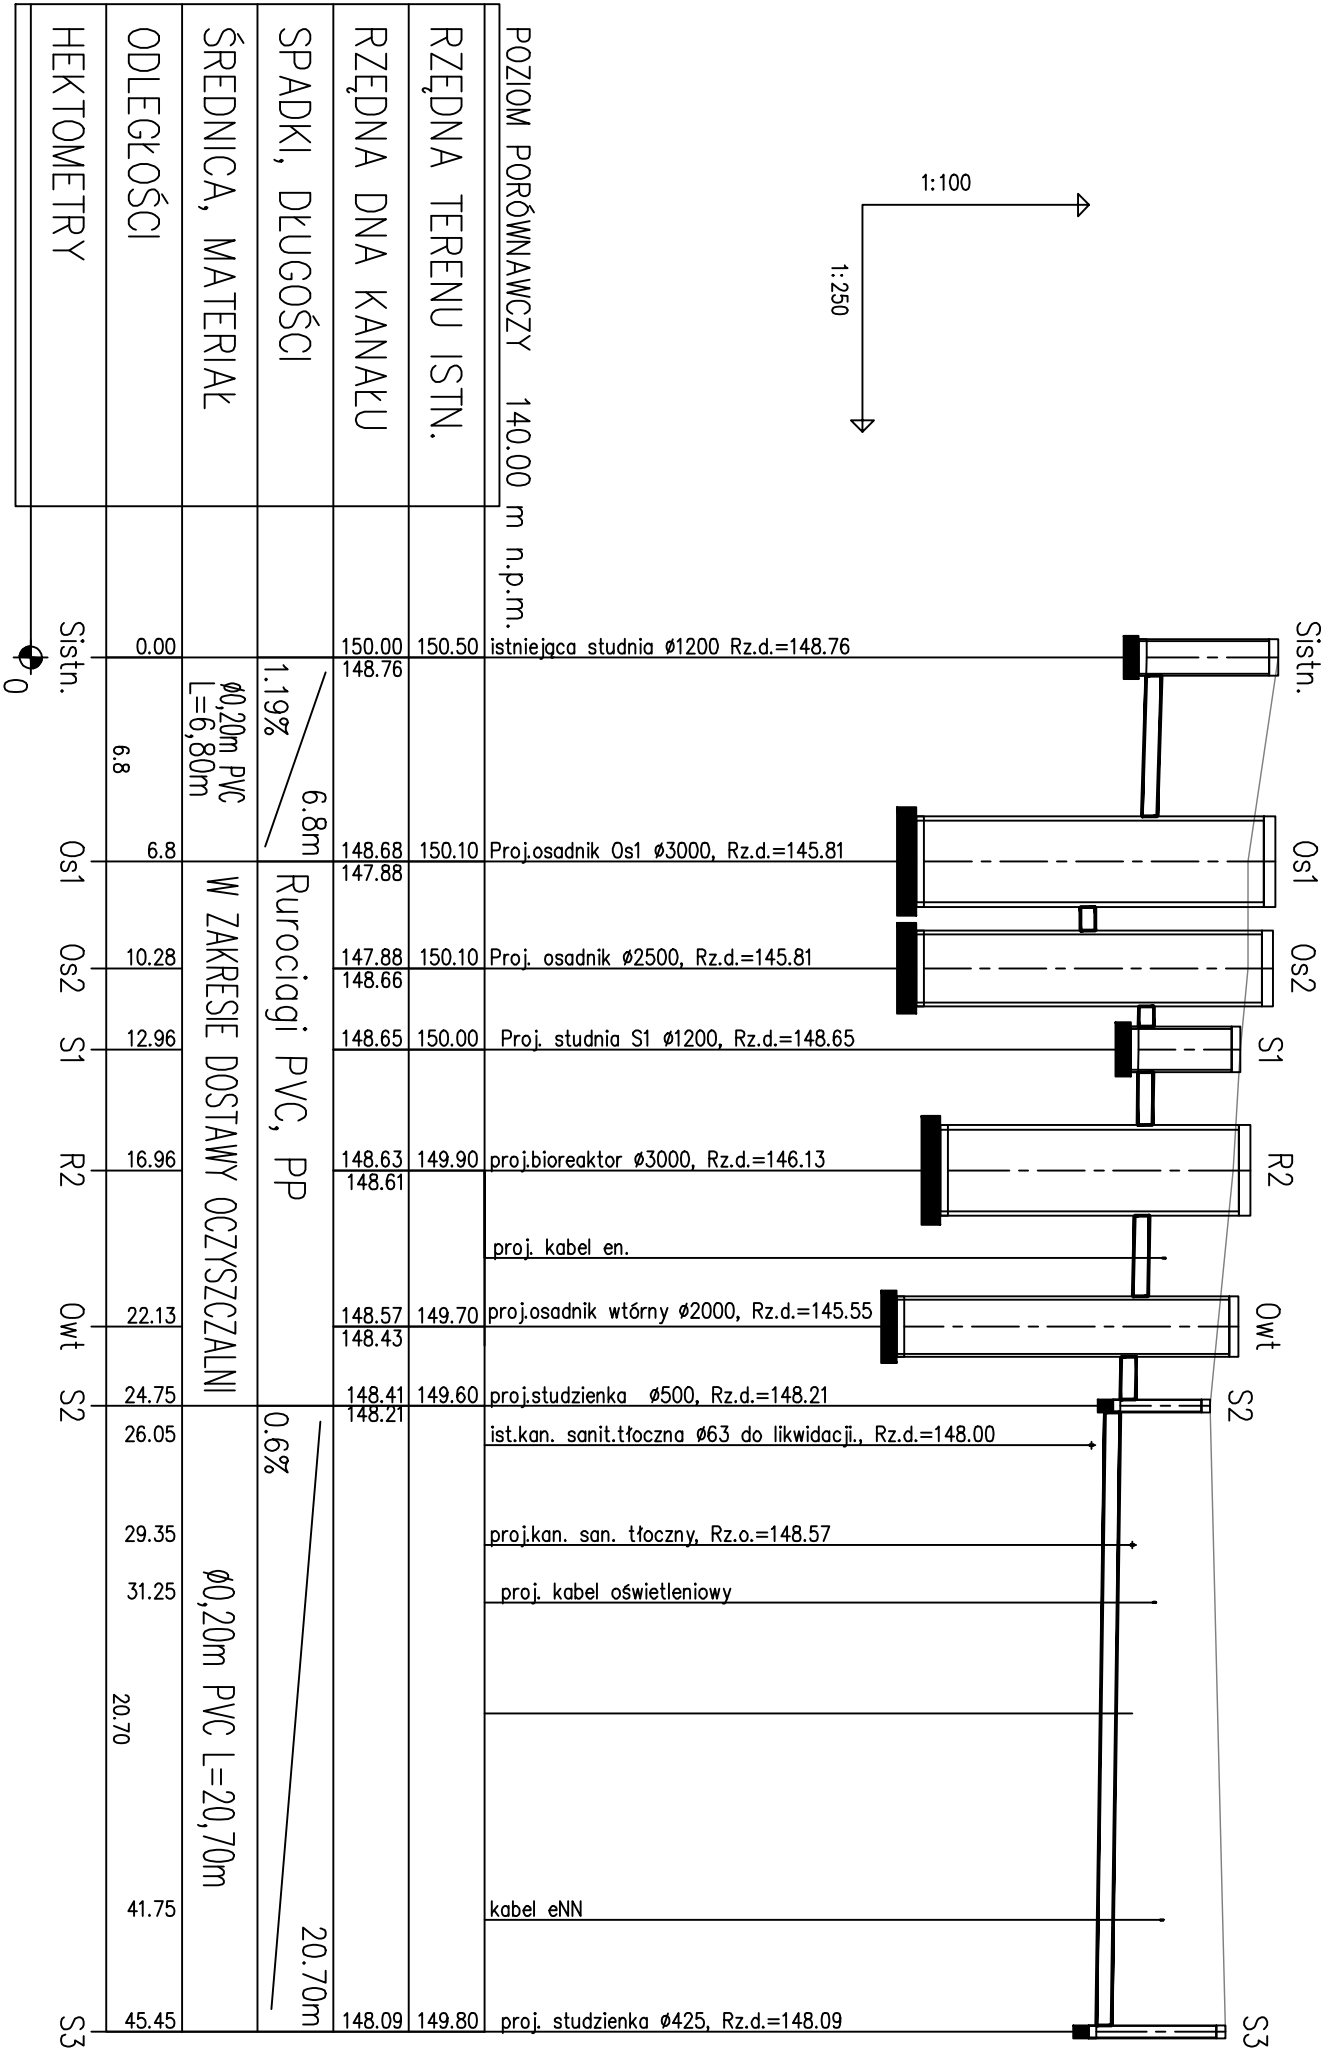 1:100
1:250
POZIOM PORÓWNAWCZY 140.00 m n.p.m.
RZĘDNA TERENU ISTN.
RZĘDNA DNA KANAŁU
SPADKI, DŁUGOŚCI
ŚREDNICA, MATERIAŁ
ODLEGŁOŚCI
HEKTOMETRY
Sistn.
Os1
Os2
S1
R2
Owt
S2
S3
istniejąca studnia ø1200 Rz.d.=148.76
Proj.osadnik Os1 ø3000, Rz.d.=145.81
Proj. osadnik ø2500, Rz.d.=145.81
Proj. studnia S1 ø1200, Rz.d.=148.65
proj.bioreaktor ø3000, Rz.d.=146.13
proj. kabel en.
proj.osadnik wtórny ø2000, Rz.d.=145.55
proj.studzienka ø500, Rz.d.=148.21
ist.kan. sanit.tłoczna ø63 do likwidacji., Rz.d.=148.00
proj.kan. san. tłoczny, Rz.o.=148.57
proj. kabel oświetleniowy
kabel eNN
proj. studzienka ø425, Rz.d.=148.09
150.50
150.10
150.10
150.00
149.90
149.70
149.60
149.80
150.00
148.76
148.68
147.88
147.88
148.66
148.65
148.63
148.61
148.57
148.43
148.41
148.21
148.09
1.19%
6.8m
Rurociągi PVC, PP
0.6%
20.70m
ø0,20m PVC
L=6,80m
W ZAKRESIE DOSTAWY OCZYSZCZALNI
ø0,20m PVC L=20,70m
0.00
6.8
6.8
10.28
12.96
16.96
22.13
24.75
26.05
29.35
31.25
20.70
41.75
45.45
Sistn.
Os1
Os2
S1
R2
Owt
S2
S3
0